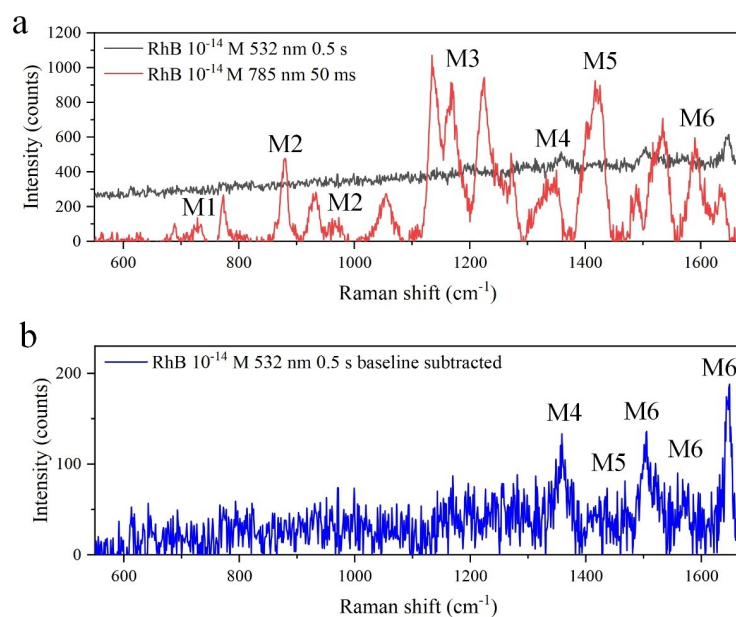 a
RhB 10⁻¹⁴ M 532 nm 0.5 s
RhB 10⁻¹⁴ M 785 nm 50 ms
M1
M2
M2
M3
M4
M5
M6
Intensity (counts)
1200
1000
800
600
400
200
0
600 800 1000 1200 1400 1600
Raman shift (cm⁻¹)
b
RhB 10⁻¹⁴ M 532 nm 0.5 s baseline subtracted
M4
M5
M6
M6
M6
Intensity (counts)
200
100
0
600 800 1000 1200 1400 1600
Raman shift (cm⁻¹)